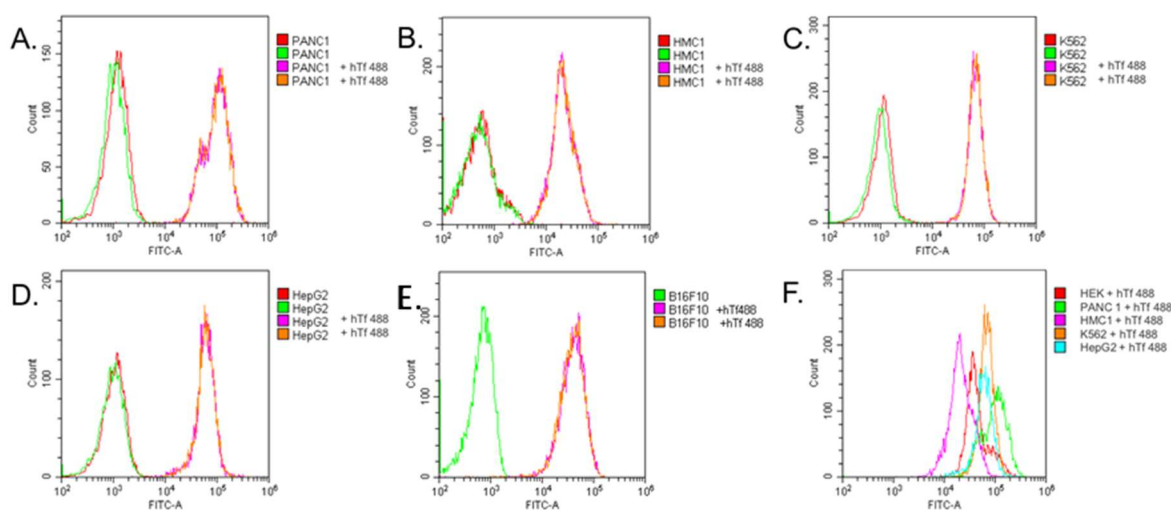 A.
Count
150
100
50
0
10² 10³ 10⁴ 10⁵ 10⁶
FITC-A
PANC1
PANC1
PANC1 + hTf 488
PANC1 + hTf 488
B.
Count
200
100
0
10² 10³ 10⁴ 10⁵ 10⁶
FITC-A
HMC1
HMC1
HMC1 + hTf 488
HMC1 + hTf 488
C.
Count
300
200
100
0
10² 10³ 10⁴ 10⁵ 10⁶
FITC-A
K562
K562
K562 + hTf 488
K562 + hTf 488
D.
Count
200
100
0
10² 10³ 10⁴ 10⁵ 10⁶
FITC-A
HepG2
HepG2
HepG2 + hTf 488
HepG2 + hTf 488
E.
Count
200
100
0
10² 10³ 10⁴ 10⁵ 10⁶
FITC-A
B16F10
B16F10 +hTf488
B16F10 +hTf 488
F.
Count
300
200
100
0
10² 10³ 10⁴ 10⁵ 10⁶
FITC-A
HEK + hTf 488
PANC 1 + hTf 488
HMC1 + hTf 488
K562 + hTf 488
HepG2 + hTf 488